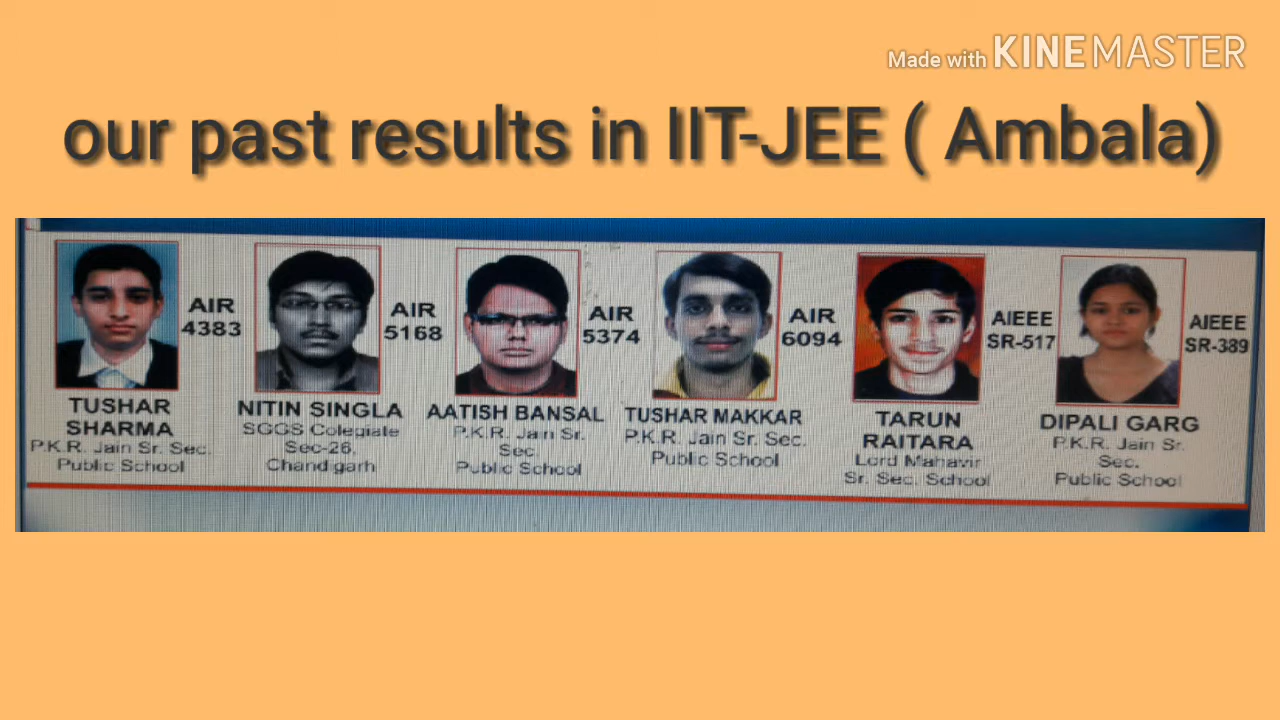 Made with KINEMASTER
our past results in IIT-JEE ( Ambala)
AIR
4383
TUSHAR
SHARMA
P.K.R. Jain Sr. Sec.
Public School
AIR
5168
NITIN SINGLA
SGGS Colegiate
Sec-26,
Chandigarh
AIR
5374
AATISH BANSAL
P.K.R. Jain Sr.
Sec.
Public School
AIR
6094
TUSHAR MAKKAR
P.K.R. Jain Sr. Sec.
Public School
AIEEE
SR-517
TARUN
RAITARA
Lord Mahavir
Sr. Sec. School
AIEEE
SR-389
DIPALI GARG
P.K.R. Jain Sr.
Sec.
Public School